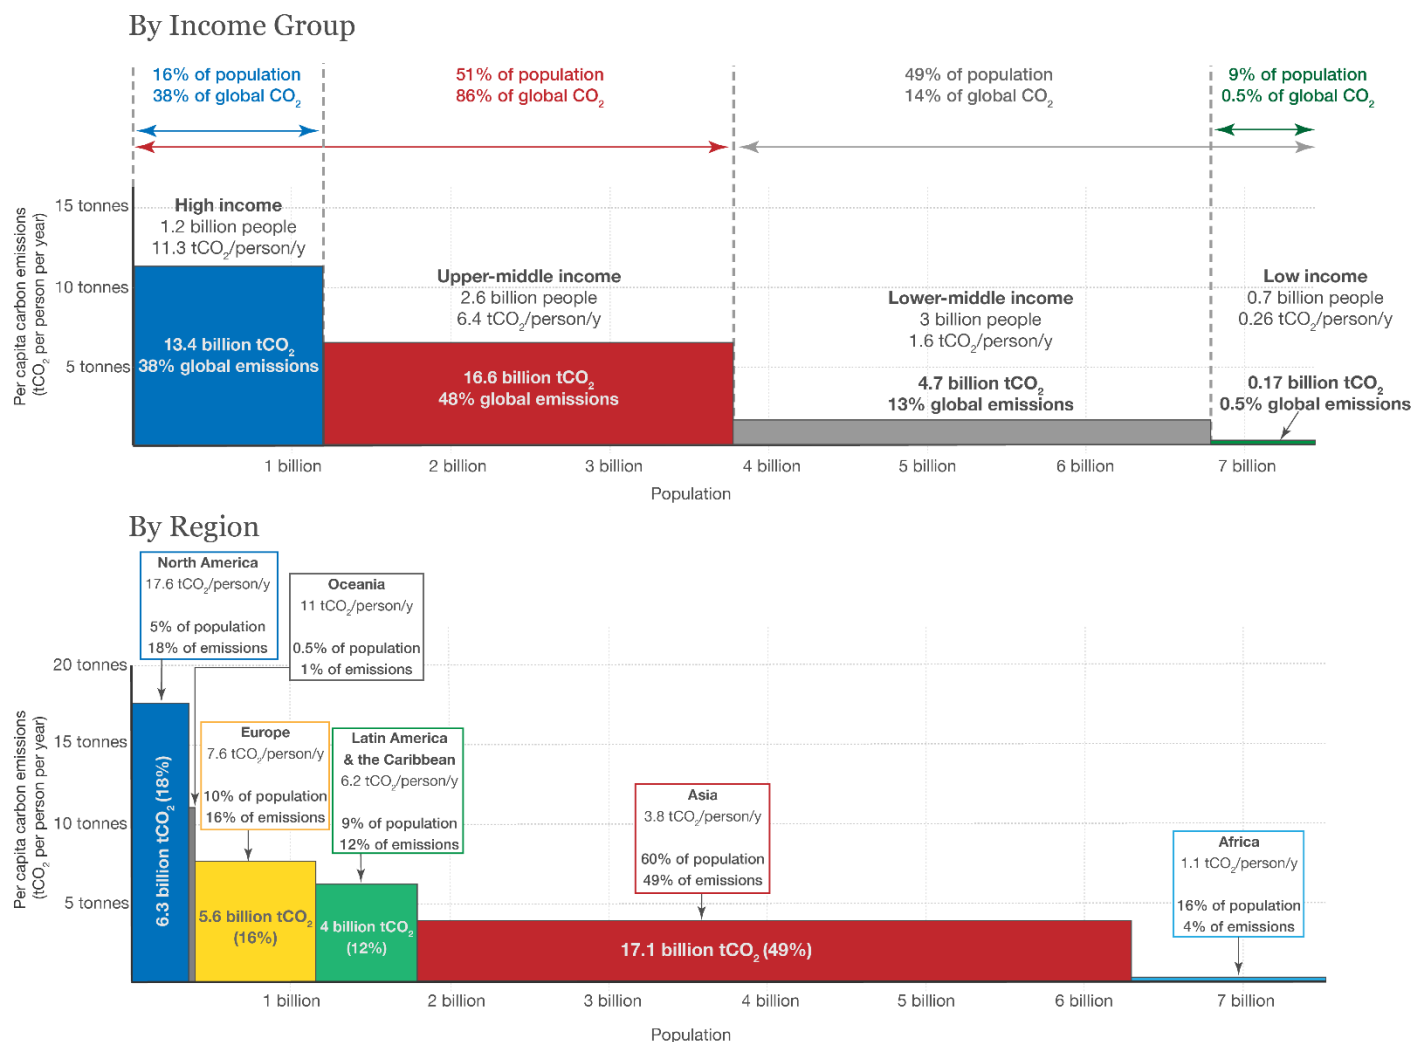 By Income Group
16% of population
38% of global CO₂
51% of population
86% of global CO₂
49% of population
14% of global CO₂
9% of population
0.5% of global CO₂
Per capita carbon emissions
(tCO₂ per person per year)
15 tonnes
10 tonnes
5 tonnes
High income
1.2 billion people
11.3 tCO₂/person/y
13.4 billion tCO₂
38% global emissions
Upper-middle income
2.6 billion people
6.4 tCO₂/person/y
16.6 billion tCO₂
48% global emissions
Lower-middle income
3 billion people
1.6 tCO₂/person/y
4.7 billion tCO₂
13% global emissions
Low income
0.7 billion people
0.26 tCO₂/person/y
0.17 billion tCO₂
0.5% global emissions
1 billion
2 billion
3 billion
4 billion
5 billion
6 billion
7 billion
Population
By Region
North America
17.6 tCO₂/person/y
5% of population
18% of emissions
Oceania
11 tCO₂/person/y
0.5% of population
1% of emissions
Per capita carbon emissions
(tCO₂ per person per year)
20 tonnes
15 tonnes
10 tonnes
5 tonnes
6.3 billion tCO₂ (18%)
Europe
7.6 tCO₂/person/y
10% of population
16% of emissions
5.6 billion tCO₂
(16%)
Latin America
& the Caribbean
6.2 tCO₂/person/y
9% of population
12% of emissions
4 billion tCO₂
(12%)
Asia
3.8 tCO₂/person/y
60% of population
49% of emissions
17.1 billion tCO₂ (49%)
Africa
1.1 tCO₂/person/y
16% of population
4% of emissions
1 billion
2 billion
3 billion
4 billion
5 billion
6 billion
7 billion
Population